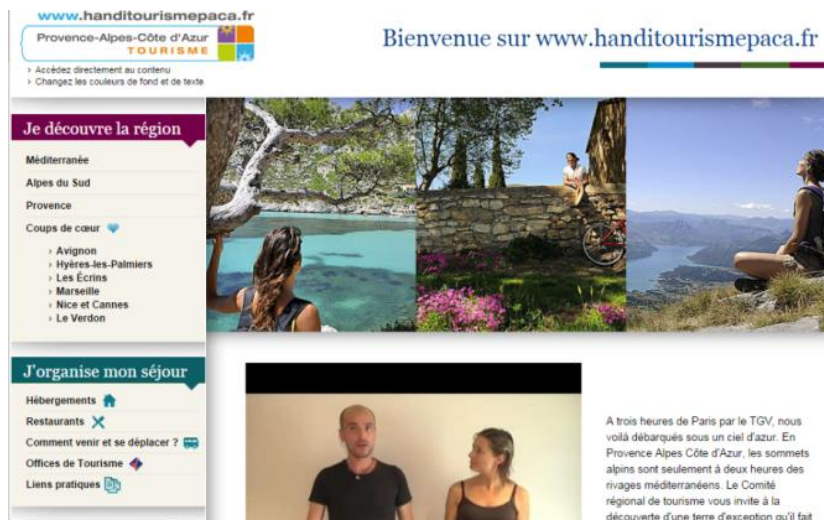 www.handitourismepaca.fr
Provence-Alpes-Côte d'Azur
TOURISME
› Accédez directement au contenu
› Changez les couleurs de fond et de texte
Bienvenue sur www.handitourismepaca.fr
Je découvre la région
Méditerranée
Alpes du Sud
Provence
Coups de cœur
› Avignon
› Hyères-les-Palmiers
› Les Écrins
› Marseille
› Nice et Cannes
› Le Verdon
J'organise mon séjour
Hébergements
Restaurants
Comment venir et se déplacer ?
Offices de Tourisme
Liens pratiques
A trois heures de Paris par le TGV, nous
voilà débarqués sous un ciel d'azur. En
Provence Alpes Côte d'Azur, les sommets
alpins sont seulement à deux heures des
rivages méditerranéens. Le Comité
régional de tourisme vous invite à la
découverte d'une terre d'exception qu'il fait